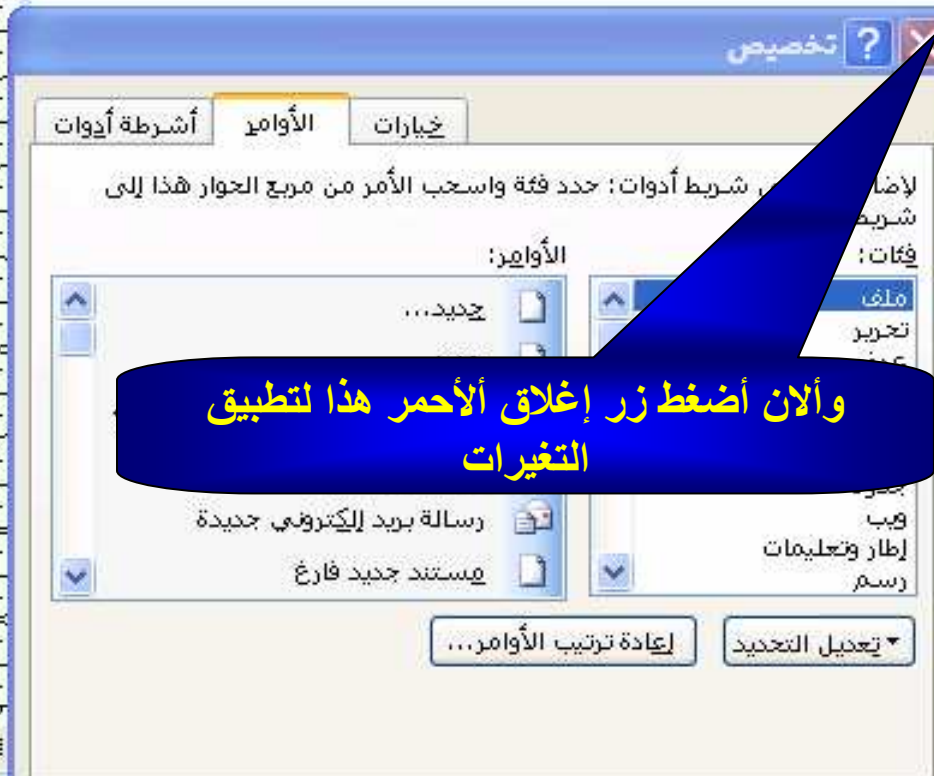 تخصيص
خيارات
الأوامر
أشرطة أدوات
شريط أدوات: حدد فئة واسحب الأمر من مربع الحوار هذا إلى
فئات:
الأوامر:
ملف
تحرير
جديد...
وألان أضغط زر إغلاق ألأحمر هذا لتطبيق
التغيرات
ويب
إطار وتعليمات
رسم
رسالة بريد إلكتروني جديدة
مستند جديد فارغ
تعديل التحديد
إعادة ترتيب الأوامر...